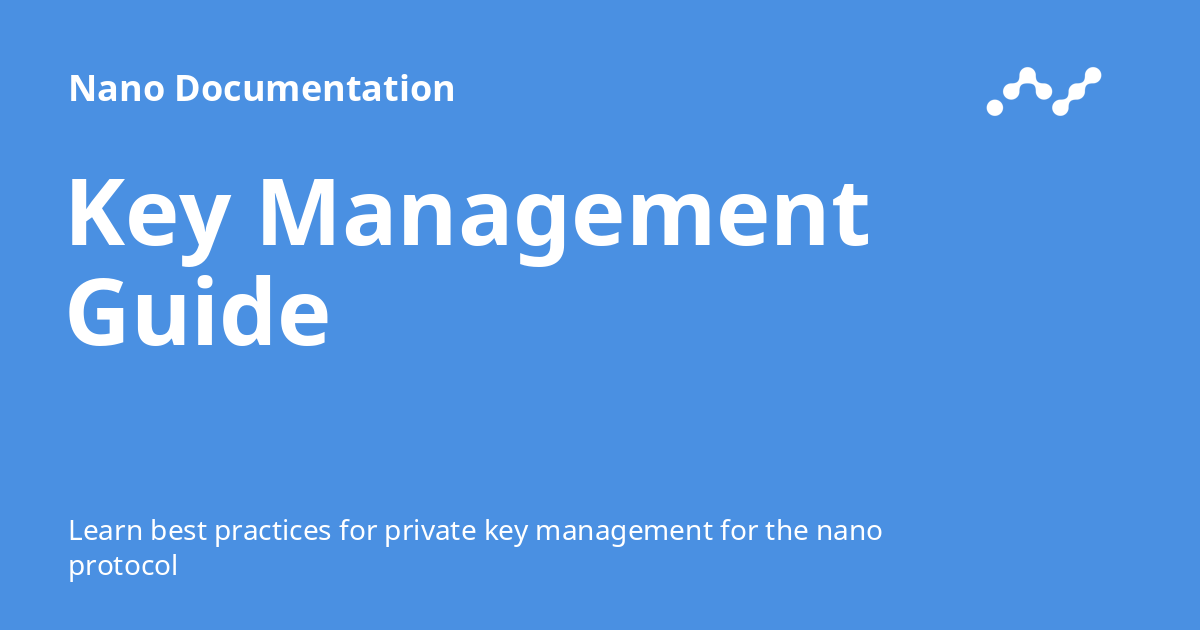 Nano Documentation
Key Management
Guide
Learn best practices for private key management for the nano
protocol